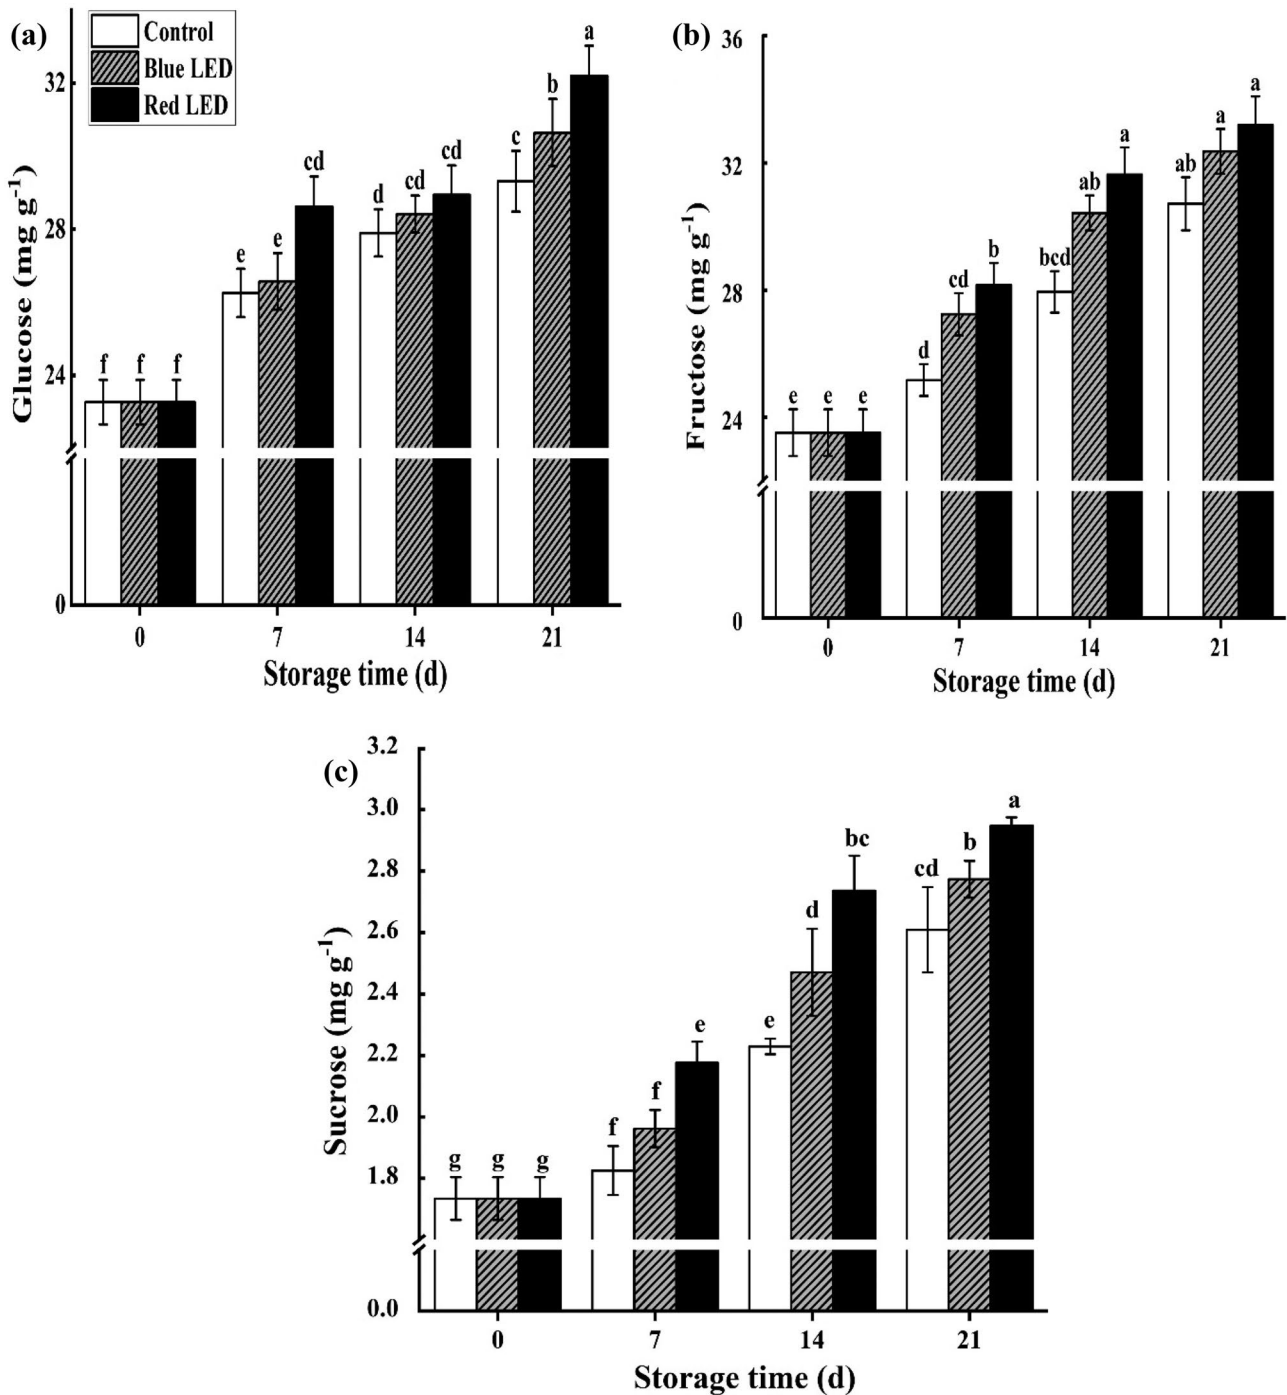 (a)
Control
Blue LED
Red LED
Glucose (mg g-1)
32
28
24
0
f f f
e e cd
d cd cd
c b a
0 7 14 21
Storage time (d)
(b)
Fructose (mg g-1)
36
32
28
24
0
e e e
d cd b
bcd ab a
ab a a
0 7 14 21
Storage time (d)
(c)
Sucrose (mg g-1)
3.2
3.0
2.8
2.6
2.4
2.2
2.0
1.8
0.0
g g g
f f e
e d bc
cd b a
0 7 14 21
Storage time (d)